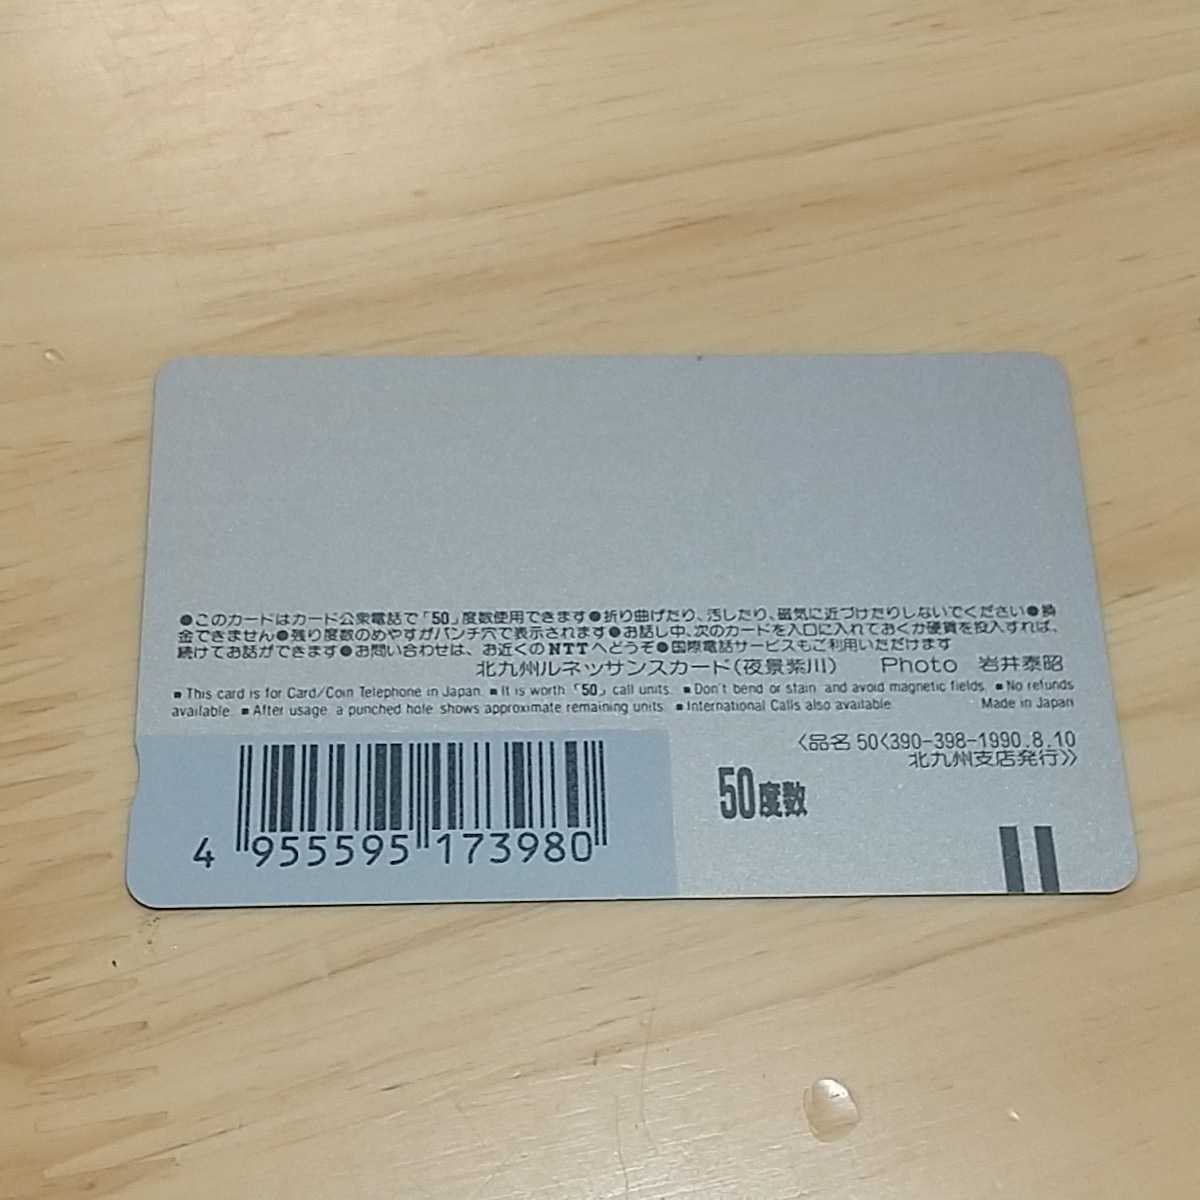 ●このカードはカード公衆電話で「50」度数使用できます●折り曲げたり、汚したり、磁気に近づけたりしないでください●換
金できません●残り度数のめやすがパンチ穴で表示されます●お話し中、次のカードを入口に入れておくか硬貨を投入すれば、
続けてお話ができます●お問い合わせは、お近くのNTTへどうぞ●国際電話サービスもご利用いただけます
北九州ルネッサンスカード(夜景紫川) Photo 岩井泰昭
■ This card is for Card/Coin Telephone in Japan. ■ It is worth「50」call units. ■ Don't bend or stain, and avoid magnetic fields. ■ No refunds
available. ■ After usage, a punched hole shows approximate remaining units. ■ International Calls also available. Made in Japan
〈品名 50〈390-398-1990.8.10
北九州支店発行〉〉
50度数
4 955595 173980